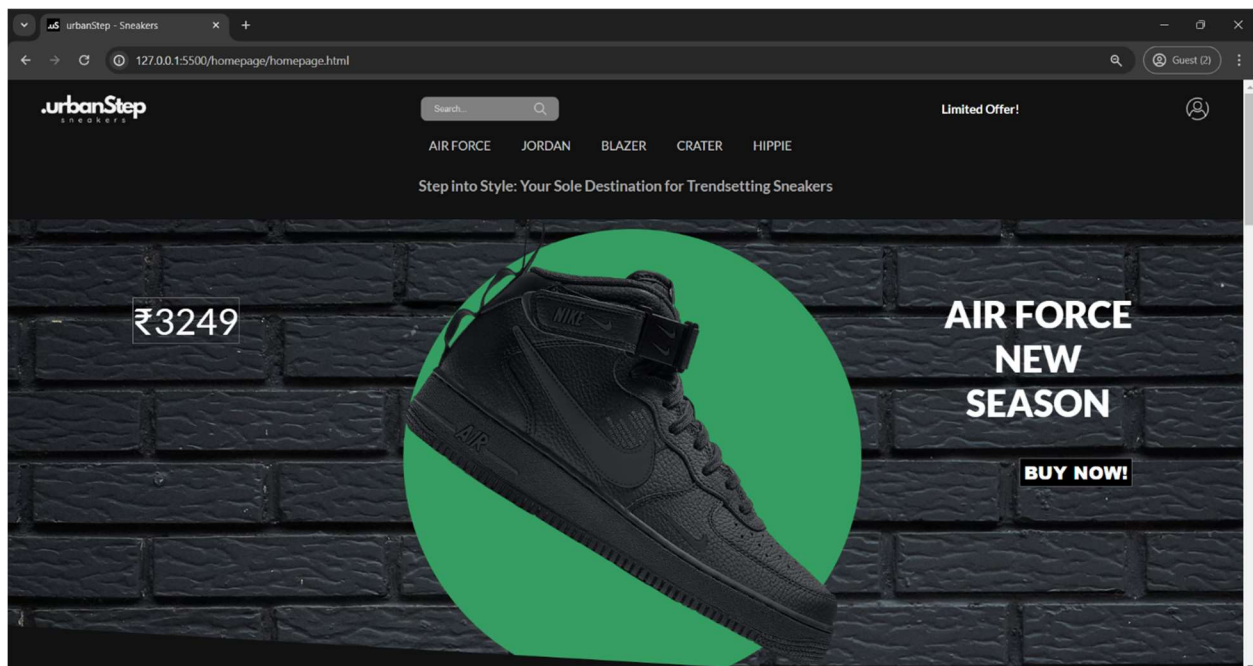 .uS urbanStep - Sneakers
127.0.0.1:5500/homepage/homepage.html
Guest (2)
.urbanStep
sneakers
Search...
Limited Offer!
AIR FORCE JORDAN BLAZER CRATER HIPPIE
Step into Style: Your Sole Destination for Trendsetting Sneakers
₹3249
NIKE
AIR
AIR FORCE
NEW
SEASON
BUY NOW!